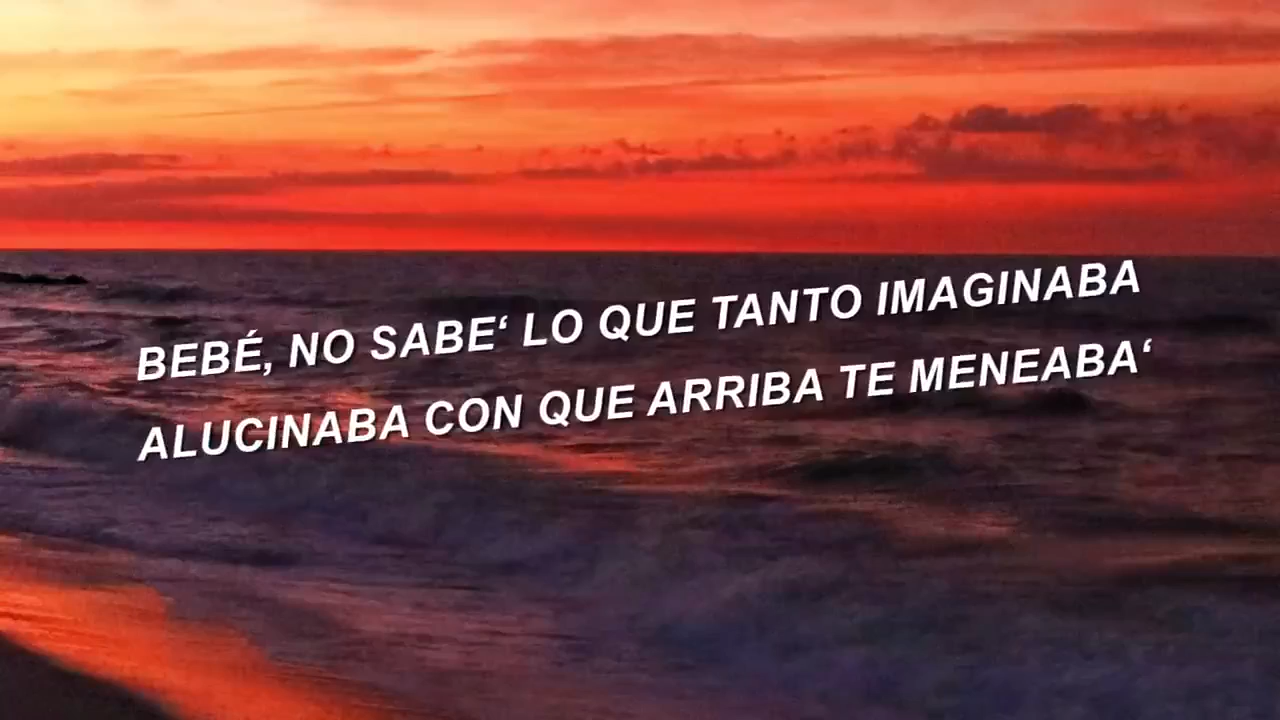 BEBÉ, NO SABE‘ LO QUE TANTO IMAGINABA
ALUCINABA CON QUE ARRIBA TE MENEABA‘